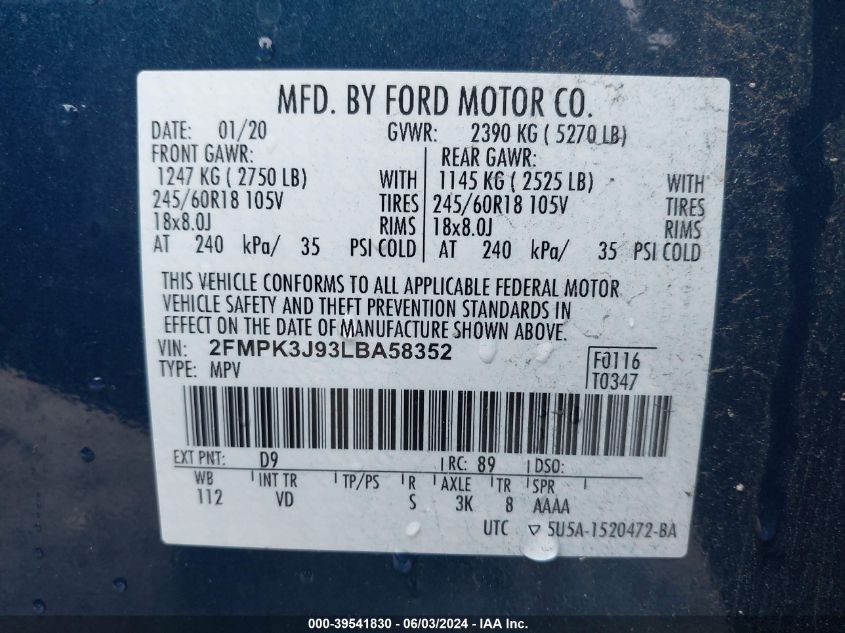 MFD. BY FORD MOTOR CO.
DATE: 01/20 GVWR: 2390 KG ( 5270 LB)
FRONT GAWR: REAR GAWR:
1247 KG ( 2750 LB) WITH 1145 KG ( 2525 LB) WITH
245/60R18 105V TIRES 245/60R18 105V TIRES
18x8.0J RIMS 18x8.0J RIMS
AT 240 kPa/ 35 PSI COLD AT 240 kPa/ 35 PSI COLD
THIS VEHICLE CONFORMS TO ALL APPLICABLE FEDERAL MOTOR
VEHICLE SAFETY AND THEFT PREVENTION STANDARDS IN
EFFECT ON THE DATE OF MANUFACTURE SHOWN ABOVE.
VIN: 2FMPK3J93LBA58352 F0116
TYPE: MPV T0347
EXT PNT: D9 RC: 89 DSO:
WB INT TR TP/PS R AXLE TR SPR
112 VD S 3K 8 AAAA
UTC ▽ 5U5A-1520472-BA
000-39541830 - 06/03/2024 - IAA Inc.